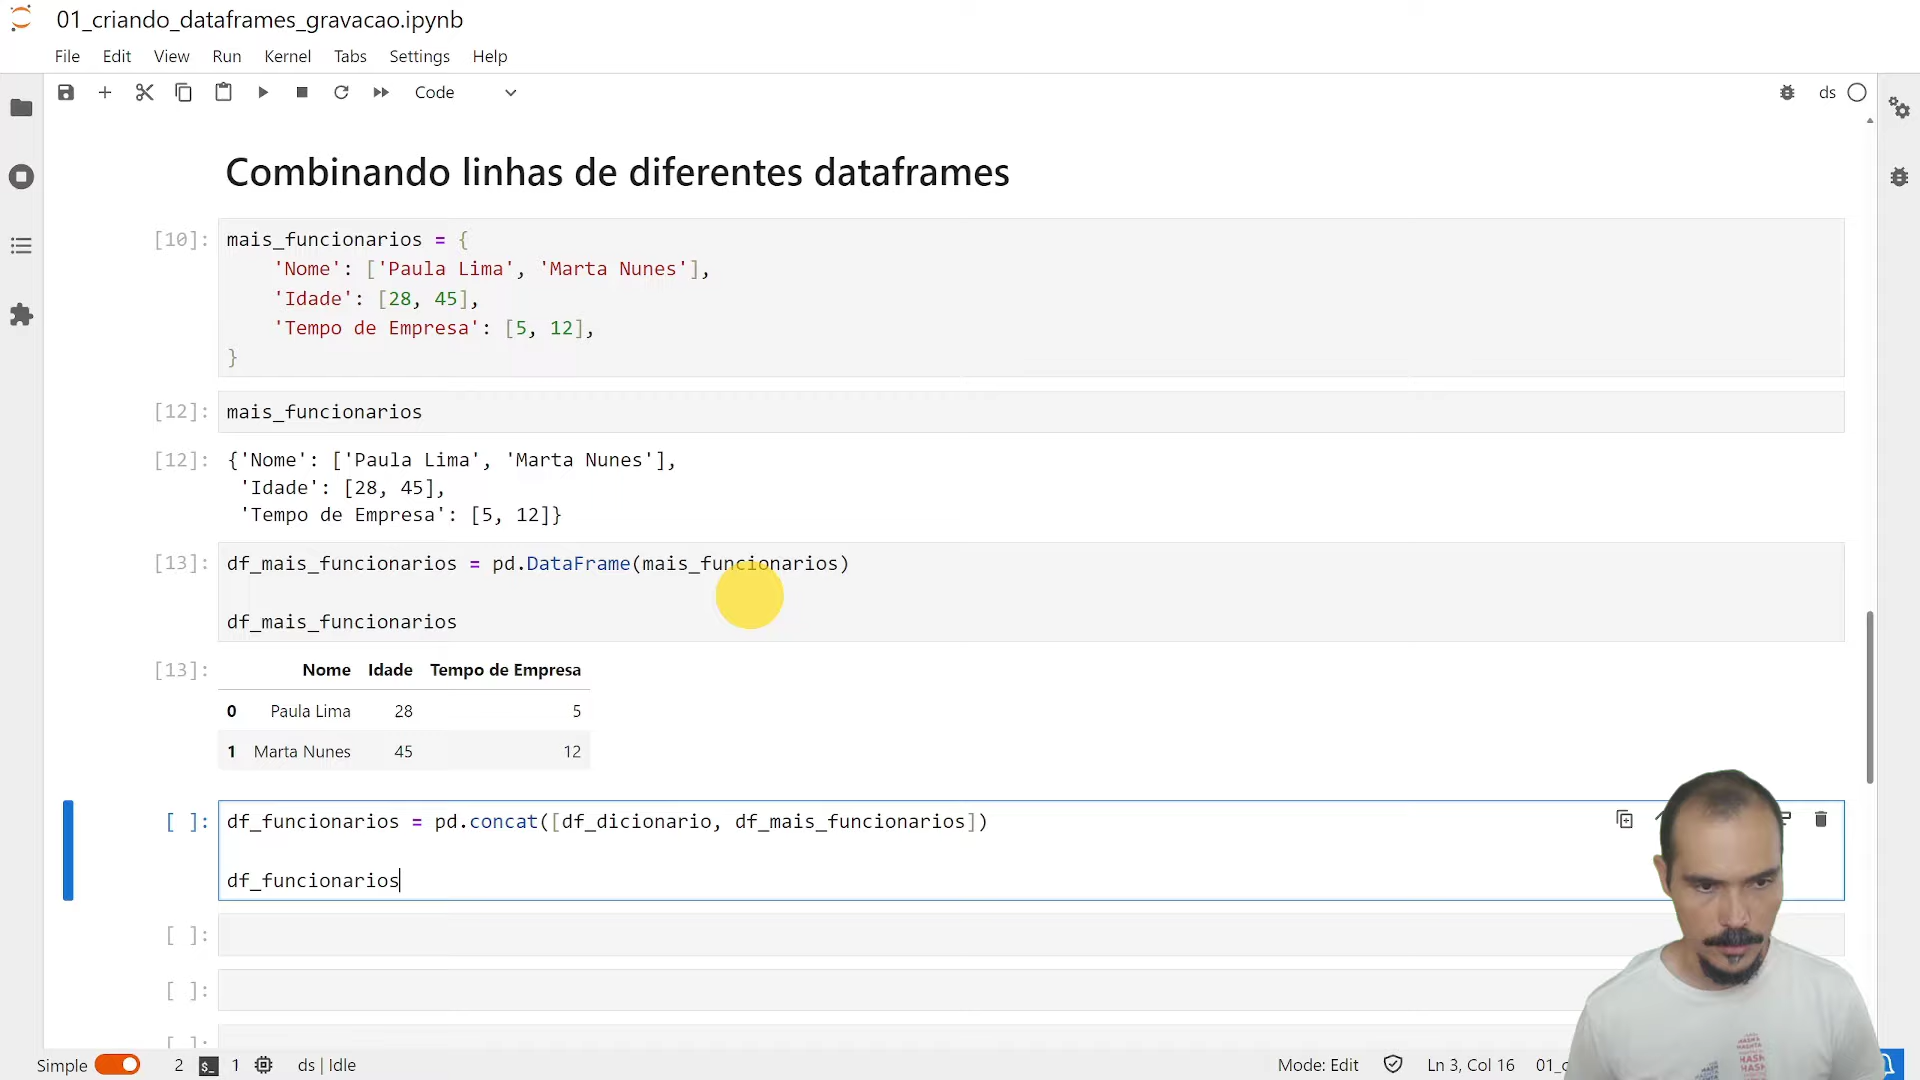 01_criando_dataframes_gravacao.ipynb
File Edit View Run Kernel Tabs Settings Help
Code
ds
Combinando linhas de diferentes dataframes
[10]: mais_funcionarios = {
'Nome': ['Paula Lima', 'Marta Nunes'],
'Idade': [28, 45],
'Tempo de Empresa': [5, 12],
}
[12]: mais_funcionarios
[12]: {'Nome': ['Paula Lima', 'Marta Nunes'],
'Idade': [28, 45],
'Tempo de Empresa': [5, 12]}
[13]: df_mais_funcionarios = pd.DataFrame(mais_funcionarios)
df_mais_funcionarios
[13]: Nome Idade Tempo de Empresa
0 Paula Lima 28 5
1 Marta Nunes 45 12
[ ]: df_funcionarios = pd.concat([df_dicionario, df_mais_funcionarios])
df_funcionarios
[ ]:
[ ]:
[ ]:
Simple 2 $_ 1 ds | Idle Mode: Edit Ln 3, Col 16